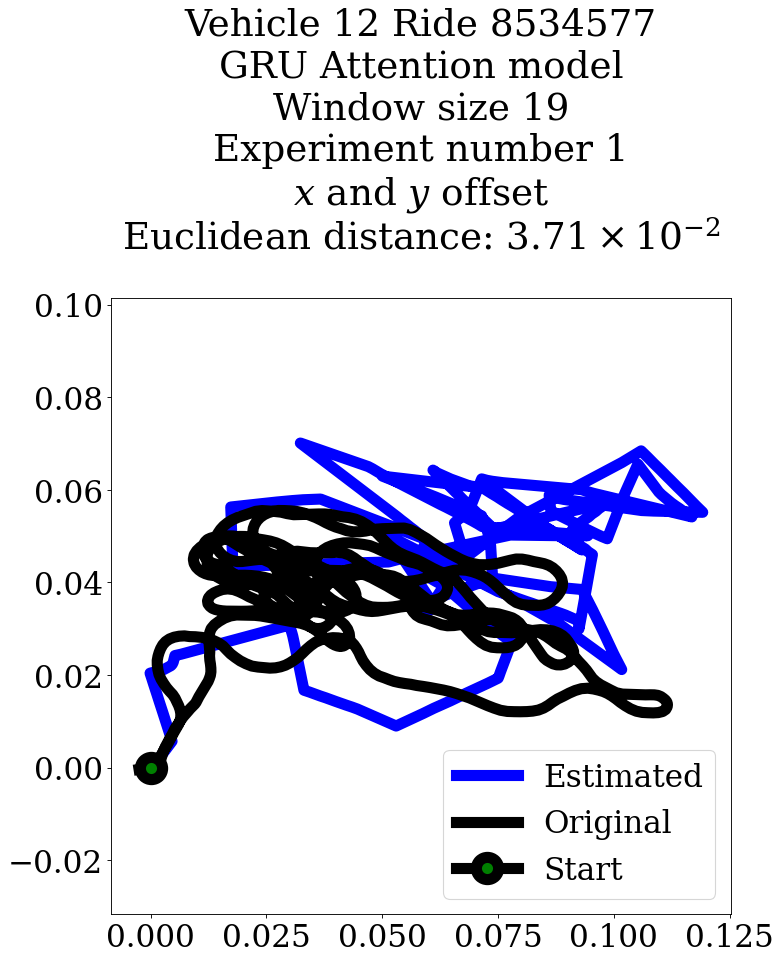 Vehicle 12 Ride 8534577
GRU Attention model
Window size 19
Experiment number 1
x and y offset
Euclidean distance: 3.71 × 10⁻²
0.10
0.08
0.06
0.04
0.02
0.00
−0.02
0.000 0.025 0.050 0.075 0.100 0.125
Estimated
Original
Start